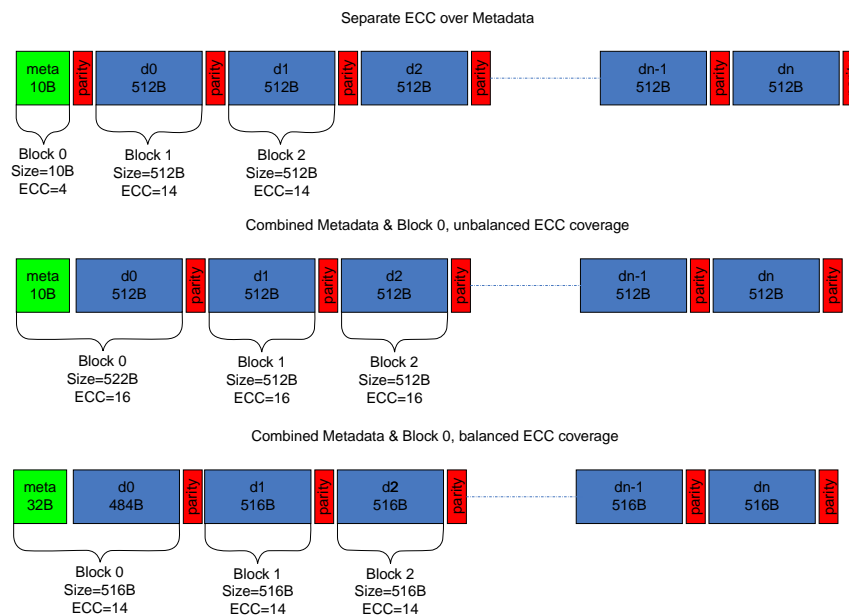 Separate ECC over Metadata
meta
10B
parity
d0
512B
parity
d1
512B
parity
d2
512B
parity
dn-1
512B
parity
dn
512B
parity
Block 0
Size=10B
ECC=4
Block 1
Size=512B
ECC=14
Block 2
Size=512B
ECC=14
Combined Metadata & Block 0, unbalanced ECC coverage
meta
10B
d0
512B
parity
d1
512B
parity
d2
512B
parity
dn-1
512B
parity
dn
512B
parity
Block 0
Size=522B
ECC=16
Block 1
Size=512B
ECC=16
Block 2
Size=512B
ECC=16
Combined Metadata & Block 0, balanced ECC coverage
meta
32B
d0
484B
parity
d1
516B
parity
d2
516B
parity
dn-1
516B
parity
dn
516B
parity
Block 0
Size=516B
ECC=14
Block 1
Size=516B
ECC=14
Block 2
Size=516B
ECC=14